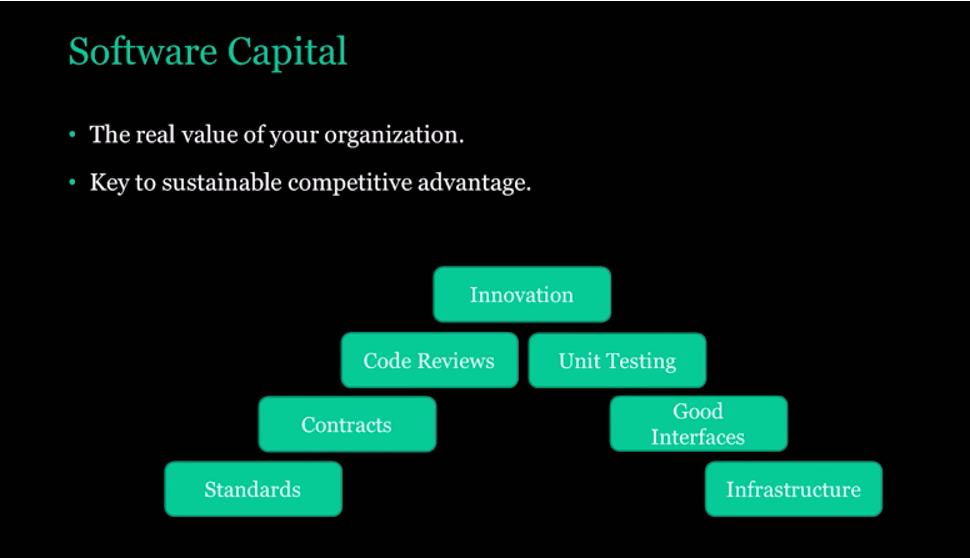 Software Capital
• The real value of your organization.
• Key to sustainable competitive advantage.
Innovation
Code Reviews
Unit Testing
Contracts
Good
Interfaces
Standards
Infrastructure